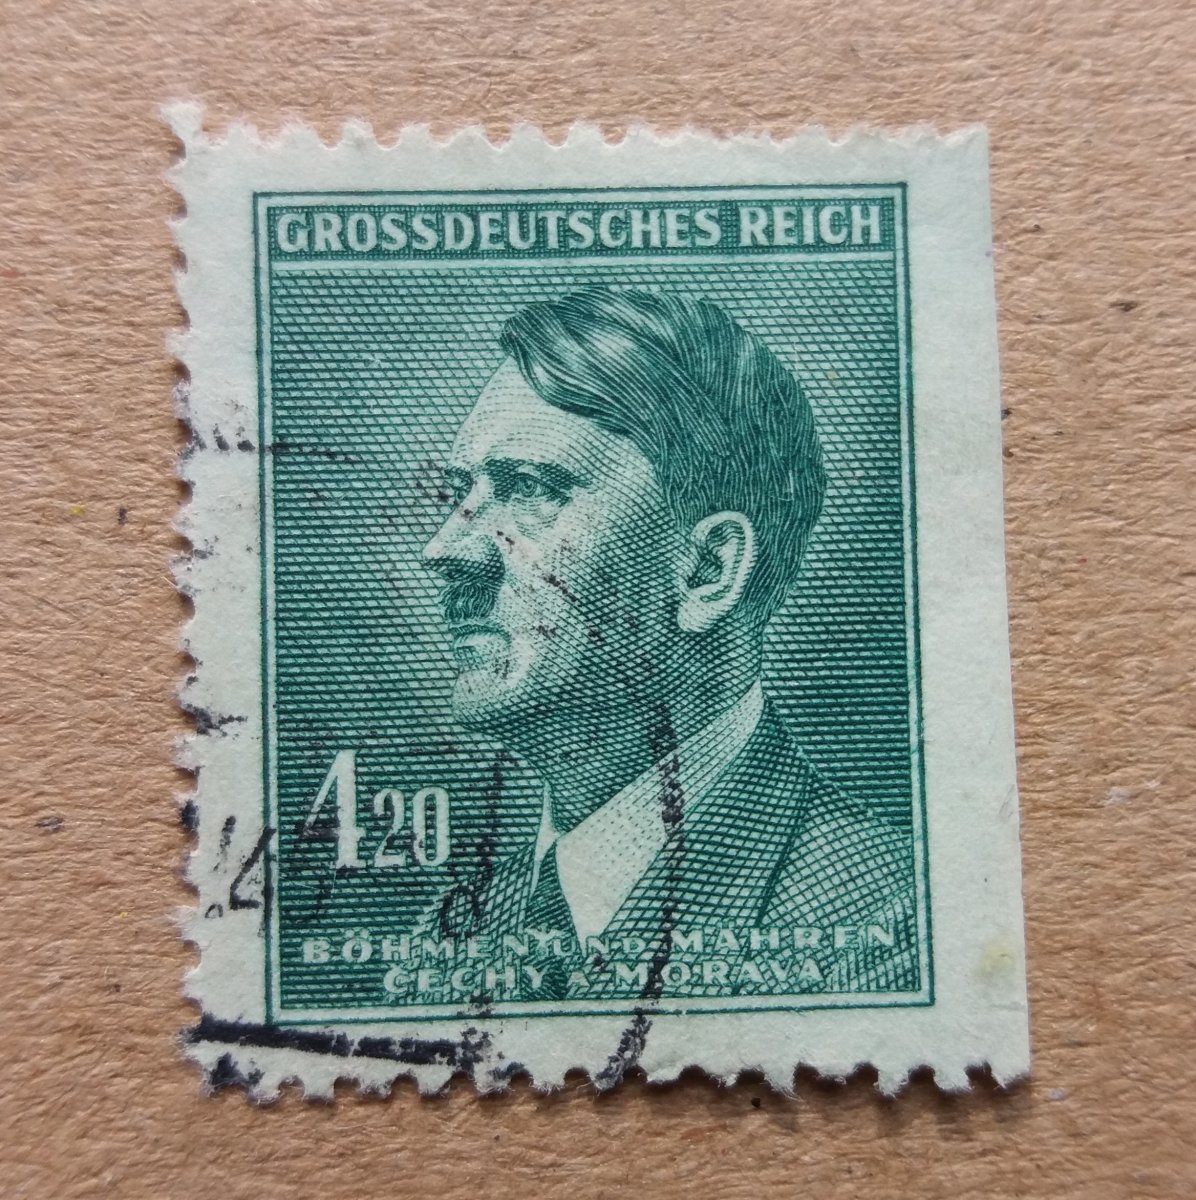 GROSSDEUTSCHES REICH
4 20
BÖHMEN UND MÄHREN
ČECHY A MORAVA